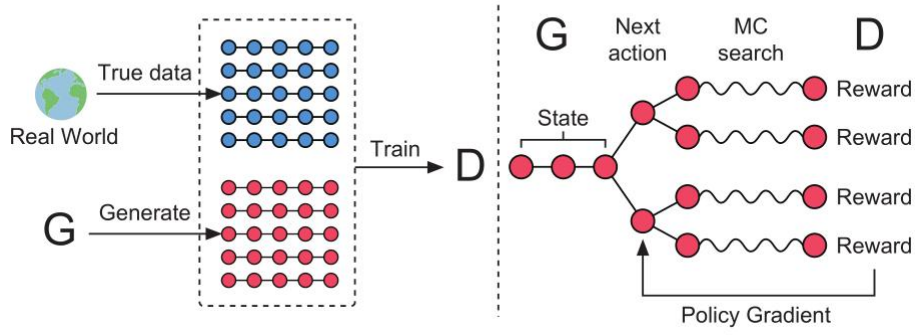 True data
Real World
G
Generate
Train
D
G
Next
action
MC
search
D
State
Reward
Reward
Reward
Reward
Policy Gradient